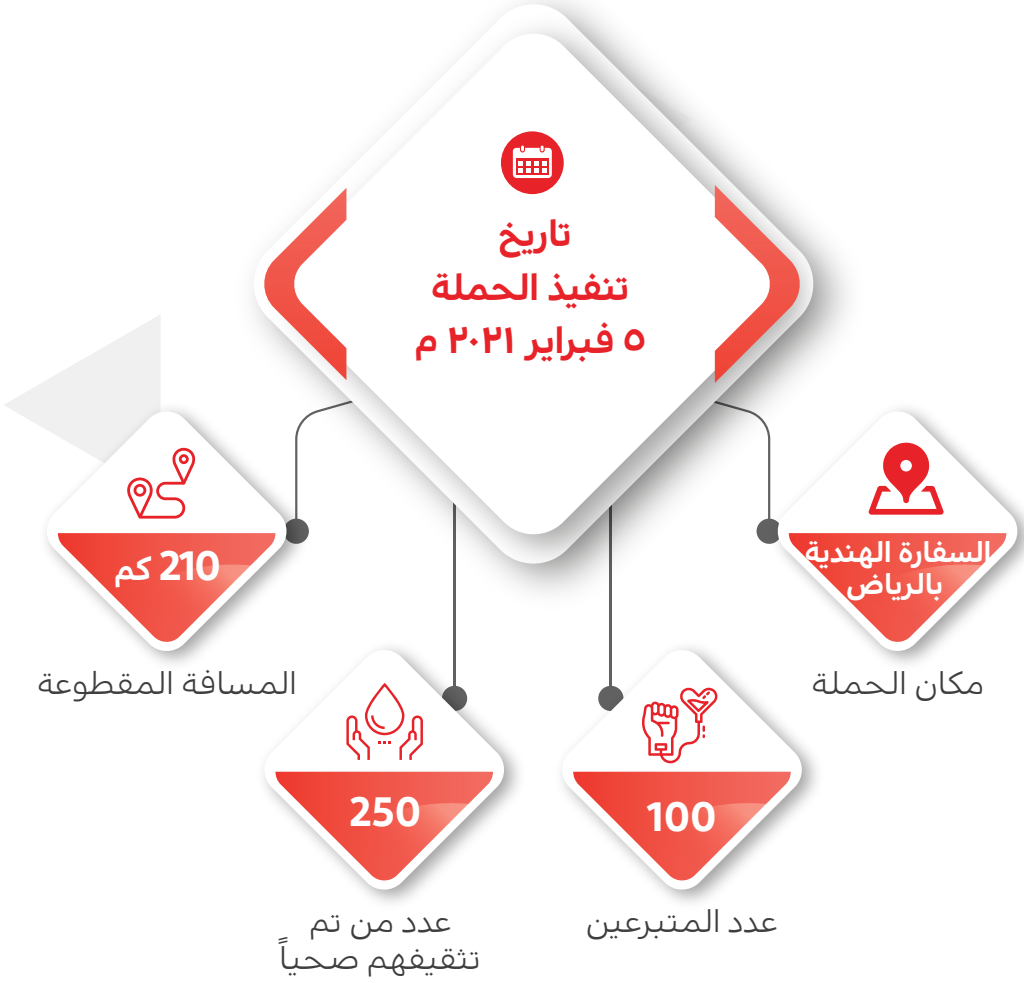 تاريخ
تنفيذ الحملة
٥ فبراير ٢٠٢١ م
السفارة الهندية
بالرياض
مكان الحملة
100
عدد المتبرعين
250
عدد من تم
تثقيفهم صحياً
210 كم
المسافة المقطوعة